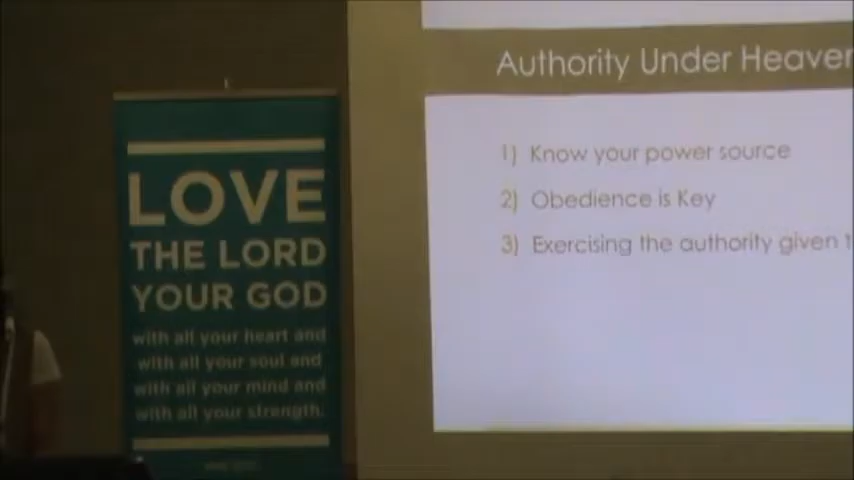 LOVE
THE LORD
YOUR GOD
with all your heart and
with all your soul and
with all your mind and
with all your strength.
Authority Under Heaven
1) Know your power source
2) Obedience is Key
3) Exercising the authority given